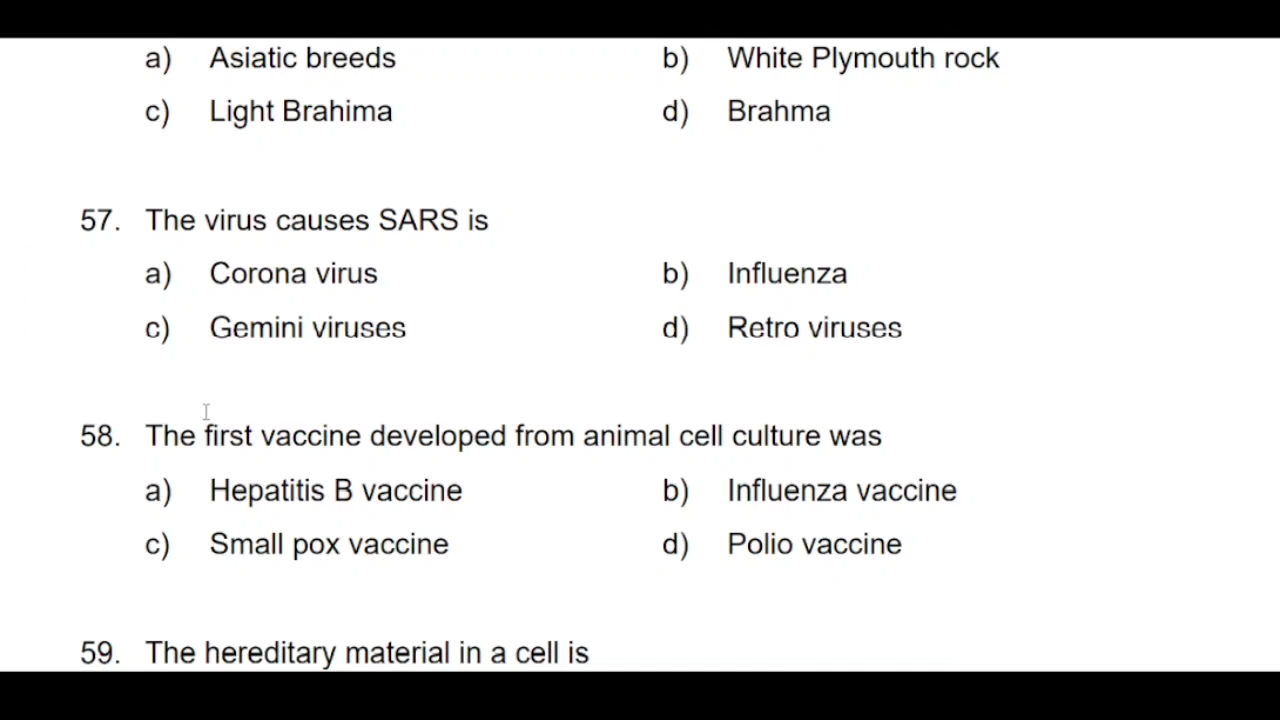 a) Asiatic breeds b) White Plymouth rock
c) Light Brahima d) Brahma
57. The virus causes SARS is
a) Corona virus b) Influenza
c) Gemini viruses d) Retro viruses
58. The first vaccine developed from animal cell culture was
a) Hepatitis B vaccine b) Influenza vaccine
c) Small pox vaccine d) Polio vaccine
59. The hereditary material in a cell is